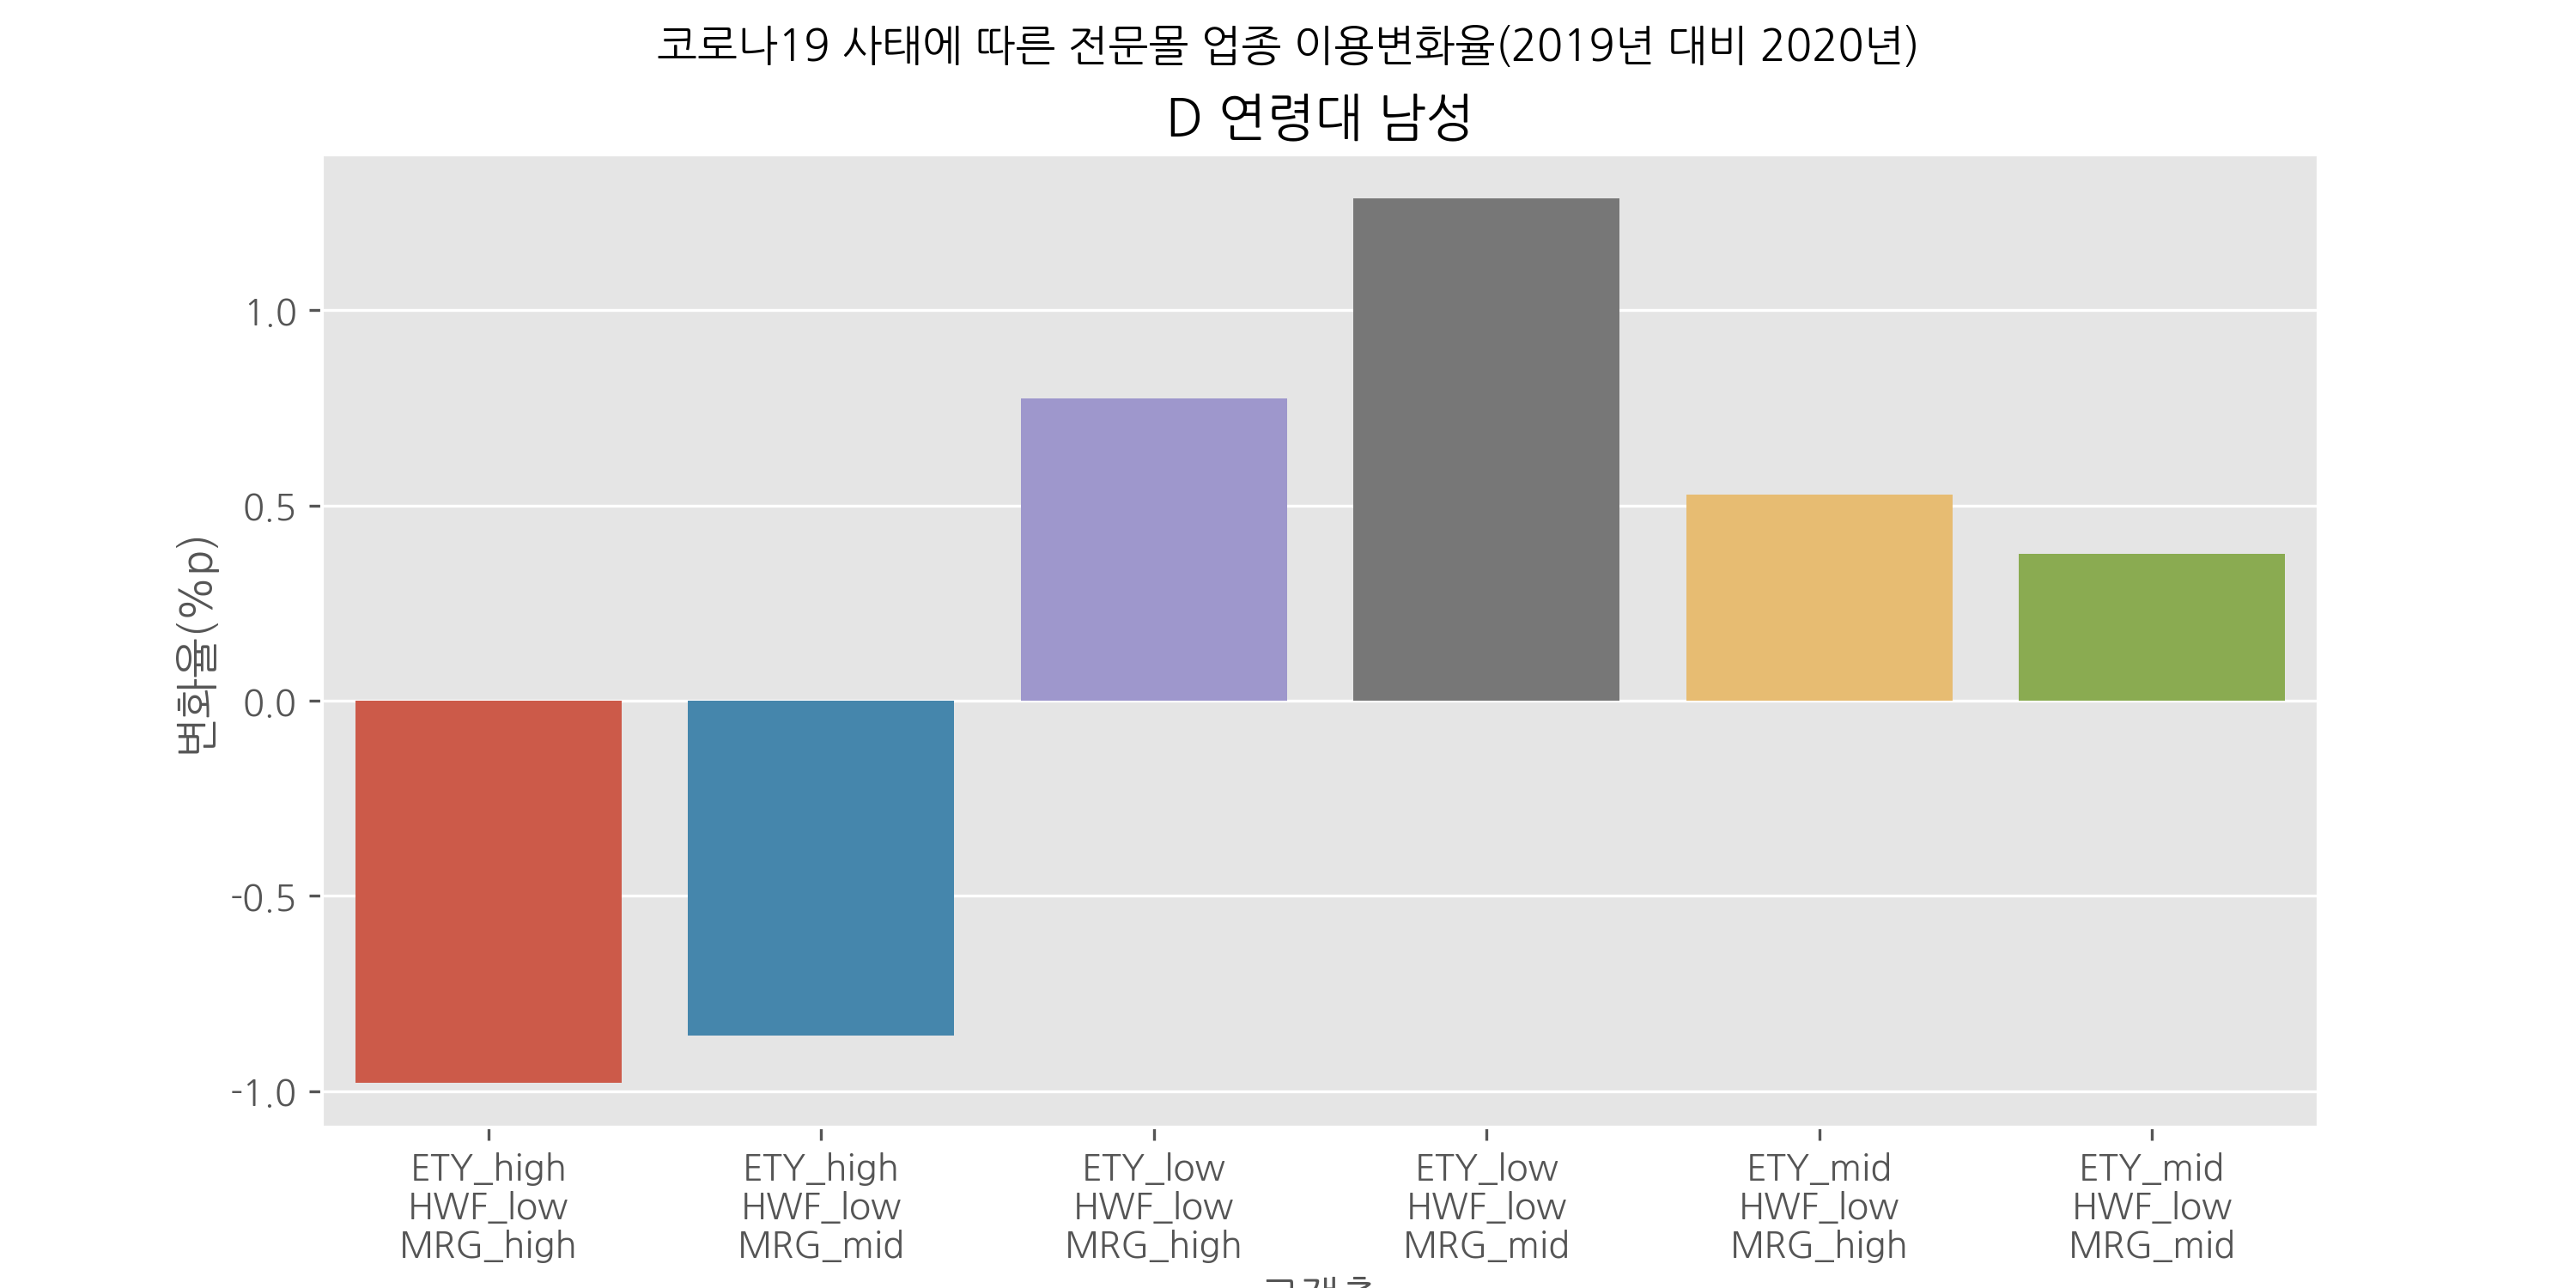 코로나19 사태에 따른 전문몰 업종 이용변화율(2019년 대비 2020년)
D 연령대 남성
변화율(%p)
1.0
0.5
0.0
-0.5
-1.0
ETY_high HWF_low MRG_high
ETY_high HWF_low MRG_mid
ETY_low HWF_low MRG_high
ETY_low HWF_low MRG_mid
ETY_mid HWF_low MRG_high
ETY_mid HWF_low MRG_mid